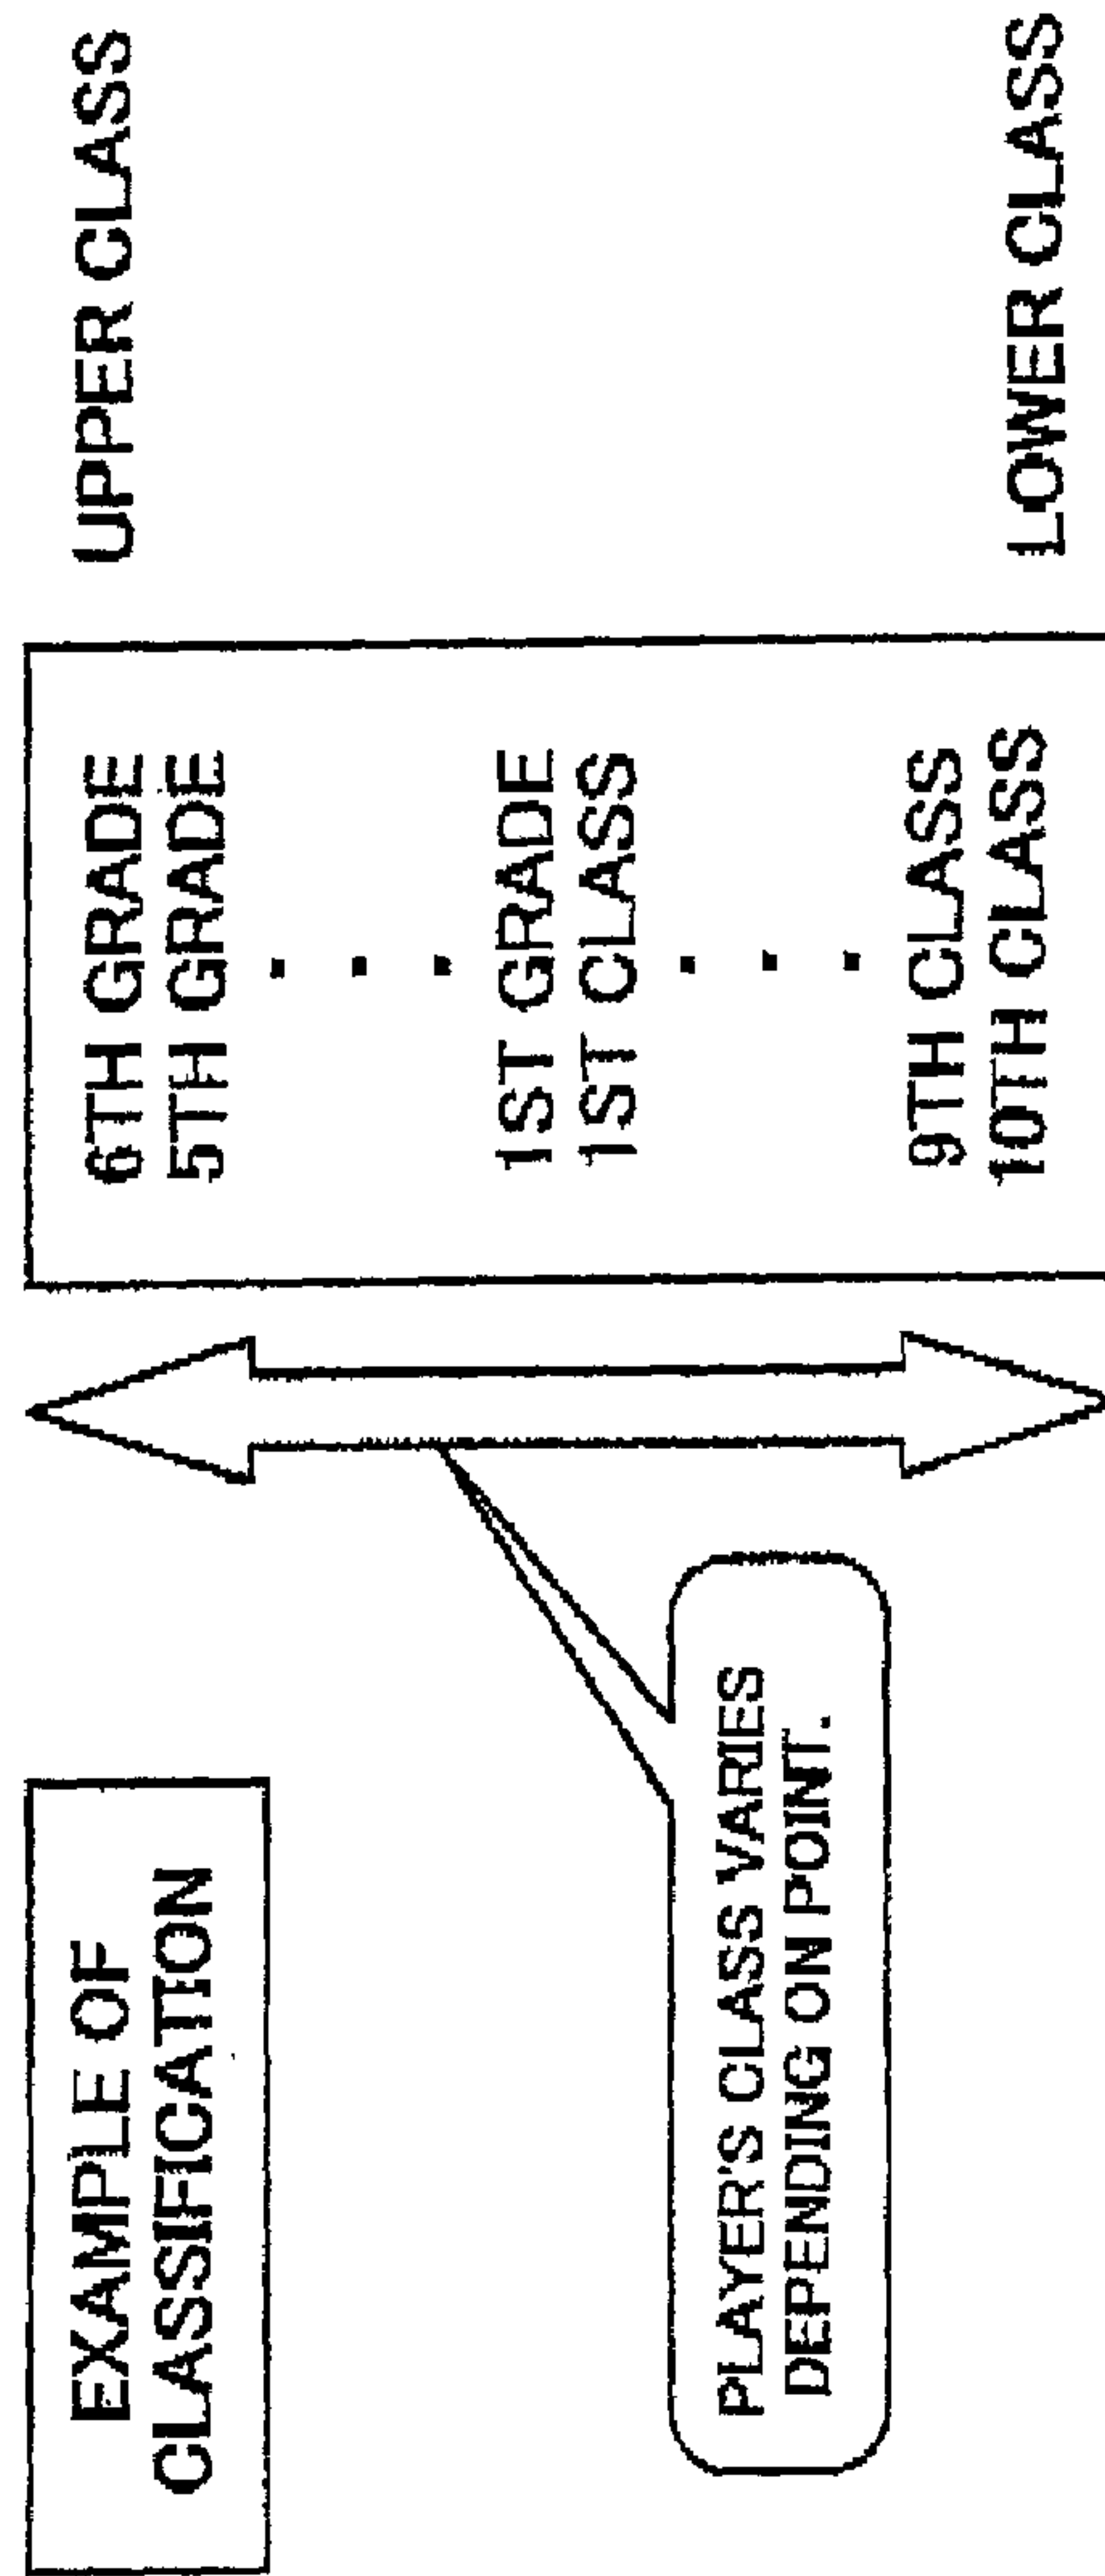 EXAMPLE OF
CLASSIFICATION
PLAYER'S CLASS VARIES
DEPENDING ON POINT.
6TH GRADE
5TH GRADE
.
.
.
1ST GRADE
1ST CLASS
.
.
.
9TH CLASS
10TH CLASS
UPPER CLASS
LOWER CLASS